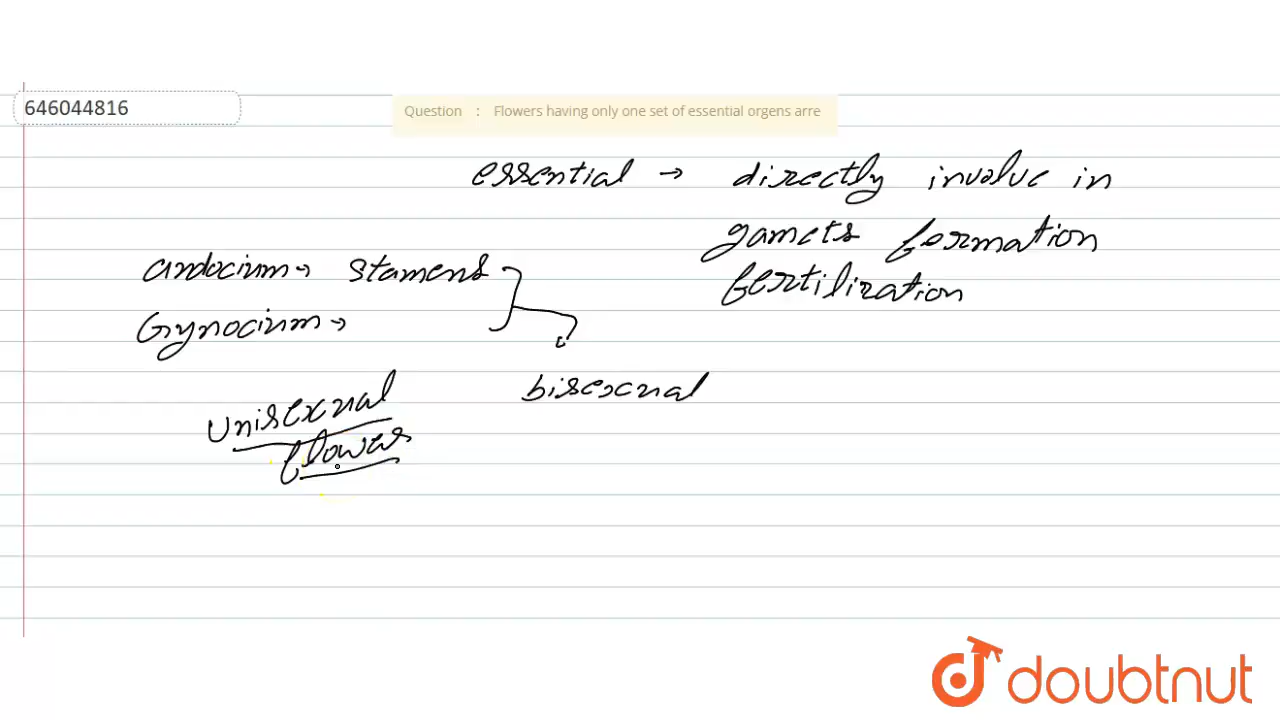 646044816
Question : Flowers having only one set of essential orgens arre
essential → directly involve in
gamets formation
fertilization
Androcium → stamens
Gynocium →
bisexual
unisexual
flowers
doubtnut